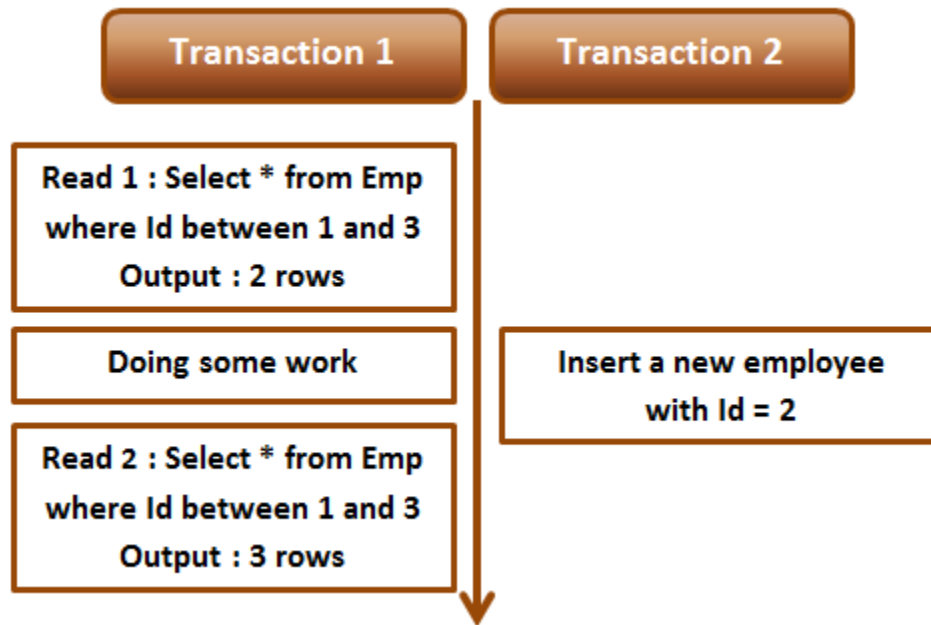 Transaction 1
Transaction 2
Read 1 : Select * from Emp
where Id between 1 and 3
Output : 2 rows
Doing some work
Insert a new employee
with Id = 2
Read 2 : Select * from Emp
where Id between 1 and 3
Output : 3 rows